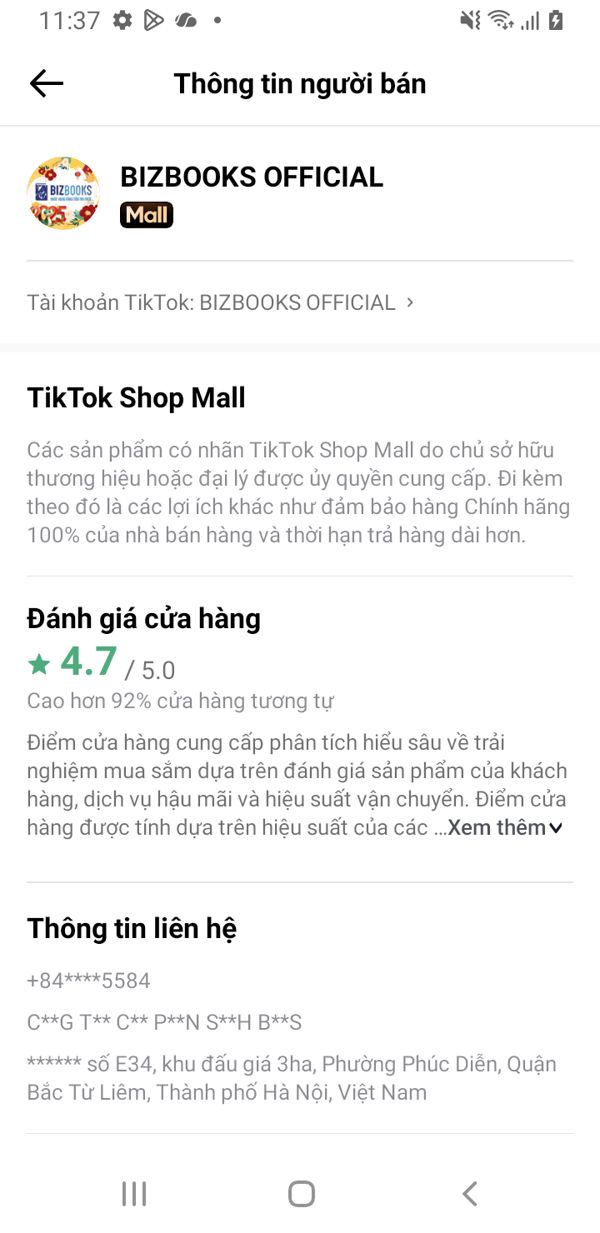 11:37
Thông tin người bán
BIZBOOKS
BIZBOOKS OFFICIAL
Mall
Tài khoản TikTok: BIZBOOKS OFFICIAL
TikTok Shop Mall
Các sản phẩm có nhãn TikTok Shop Mall do chủ sở hữu
thương hiệu hoặc đại lý được ủy quyền cung cấp. Đi kèm
theo đó là các lợi ích khác như đảm bảo hàng Chính hãng
100% của nhà bán hàng và thời hạn trả hàng dài hơn.
Đánh giá cửa hàng
4.7 / 5.0
Cao hơn 92% cửa hàng tương tự
Điểm cửa hàng cung cấp phân tích hiểu sâu về trải
nghiệm mua sắm dựa trên đánh giá sản phẩm của khách
hàng, dịch vụ hậu mãi và hiệu suất vận chuyển. Điểm cửa
hàng được tính dựa trên hiệu suất của các ...Xem thêm
Thông tin liên hệ
+84****5584
C**G T** C** P**N S**H B**S
****** số E34, khu đấu giá 3ha, Phường Phúc Diễn, Quận
Bắc Từ Liêm, Thành phố Hà Nội, Việt Nam